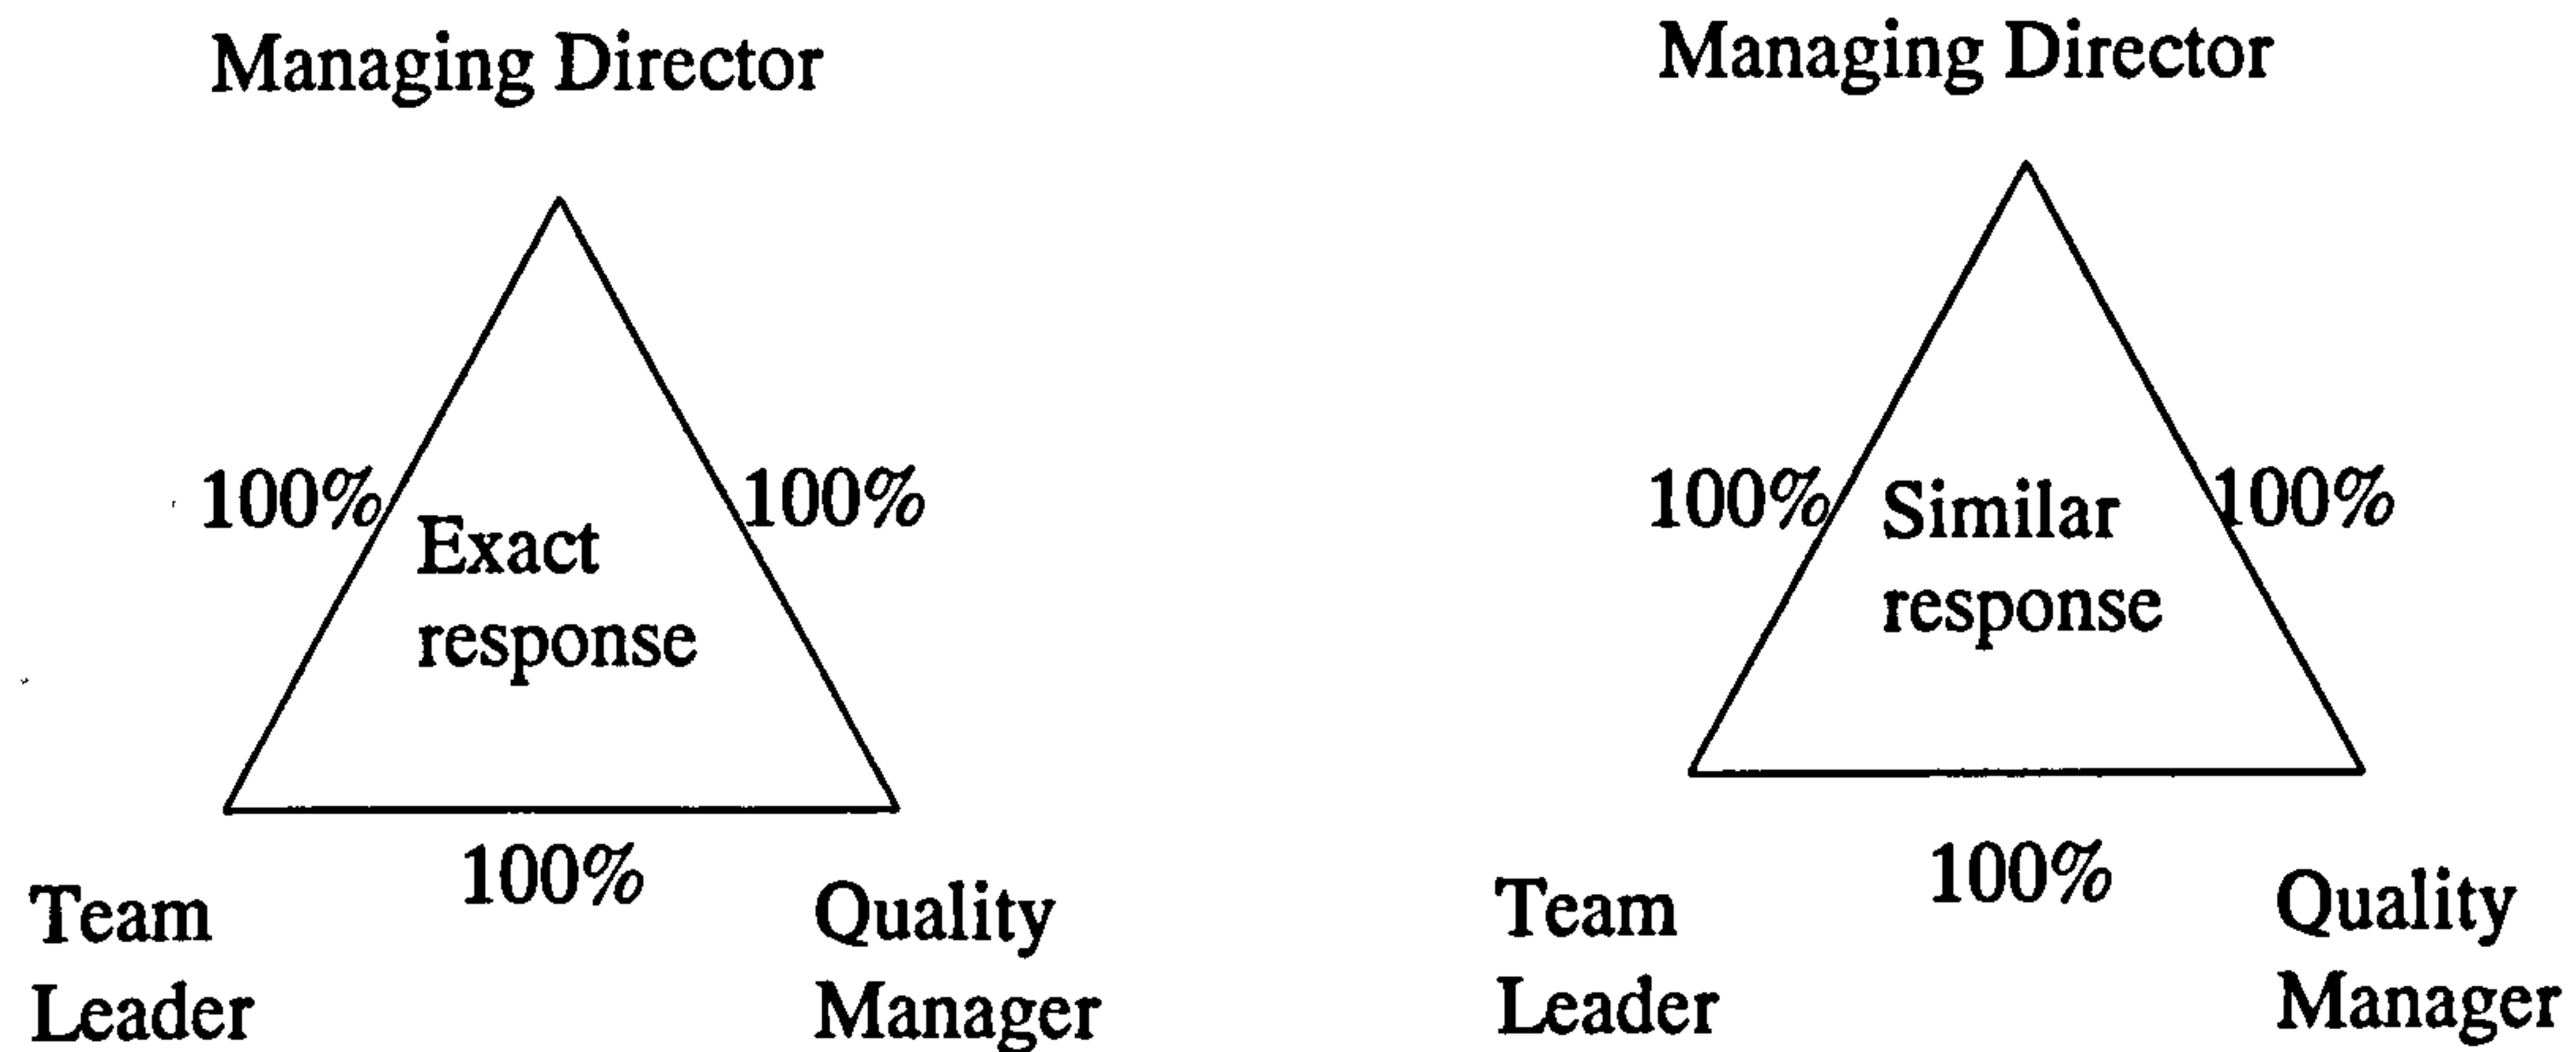 Managing Director
100%
100%
Exact
response
100%
Team
Leader
Quality
Manager
Managing Director
100%
100%
Similar
response
100%
Team
Leader
Quality
Manager